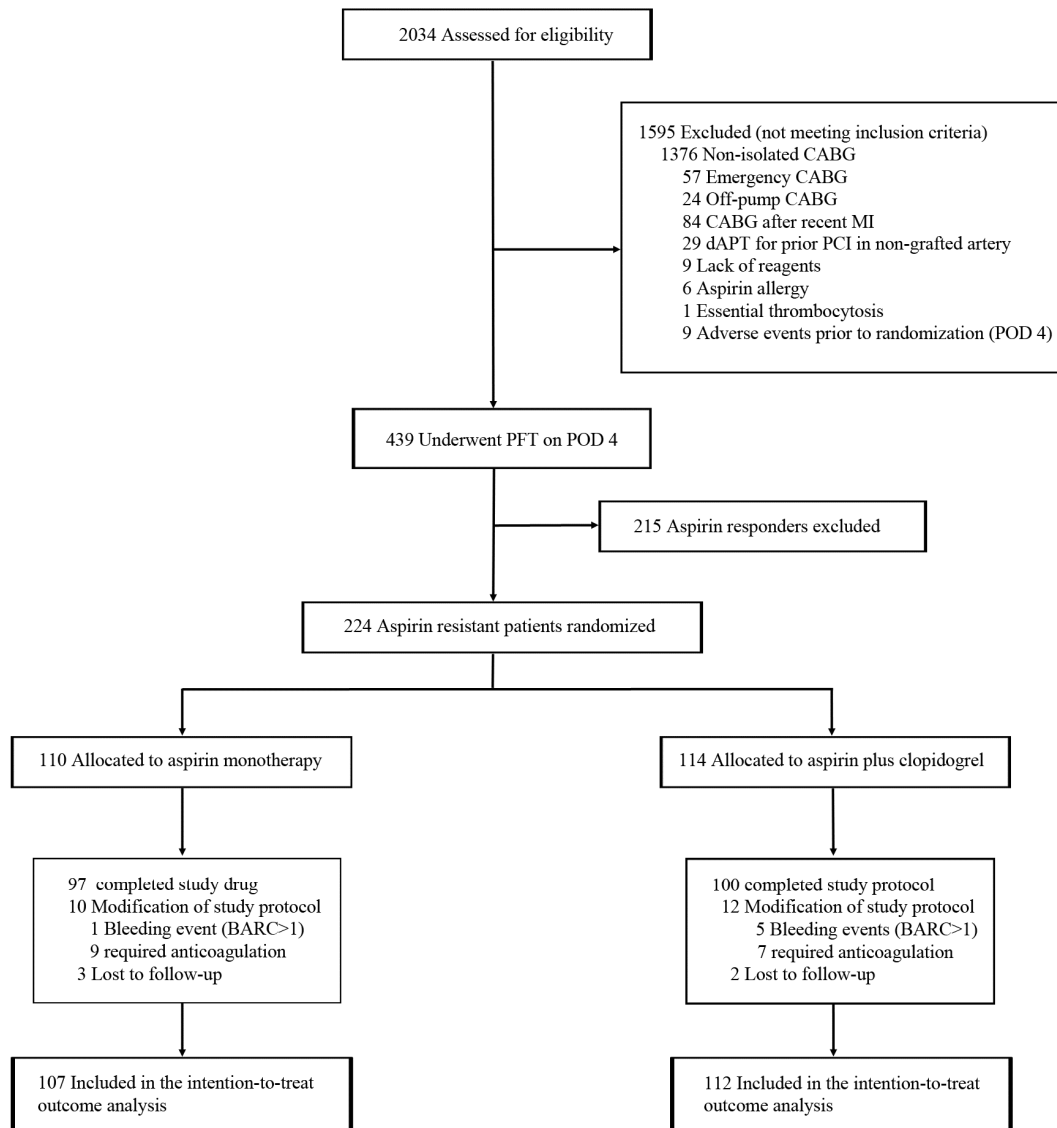 2034 Assessed for eligibility
1595 Excluded (not meeting inclusion criteria)
1376 Non-isolated CABG
57 Emergency CABG
24 Off-pump CABG
84 CABG after recent MI
29 dAPT for prior PCI in non-grafted artery
9 Lack of reagents
6 Aspirin allergy
1 Essential thrombocytosis
9 Adverse events prior to randomization (POD 4)
439 Underwent PFT on POD 4
215 Aspirin responders excluded
224 Aspirin resistant patients randomized
110 Allocated to aspirin monotherapy
114 Allocated to aspirin plus clopidogrel
97 completed study drug
10 Modification of study protocol
1 Bleeding event (BARC>1)
9 required anticoagulation
3 Lost to follow-up
100 completed study protocol
12 Modification of study protocol
5 Bleeding events (BARC>1)
7 required anticoagulation
2 Lost to follow-up
107 Included in the intention-to-treat
outcome analysis
112 Included in the intention-to-treat
outcome analysis